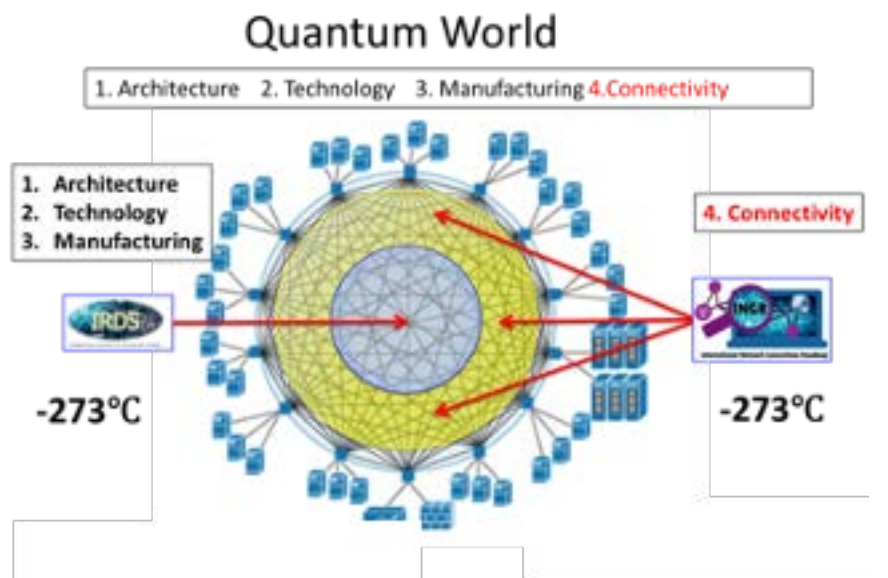 Quantum World
1. Architecture 2. Technology 3. Manufacturing 4.Connectivity
1. Architecture
2. Technology
3. Manufacturing
4. Connectivity
IRDS
INGR
-273℃
-273℃